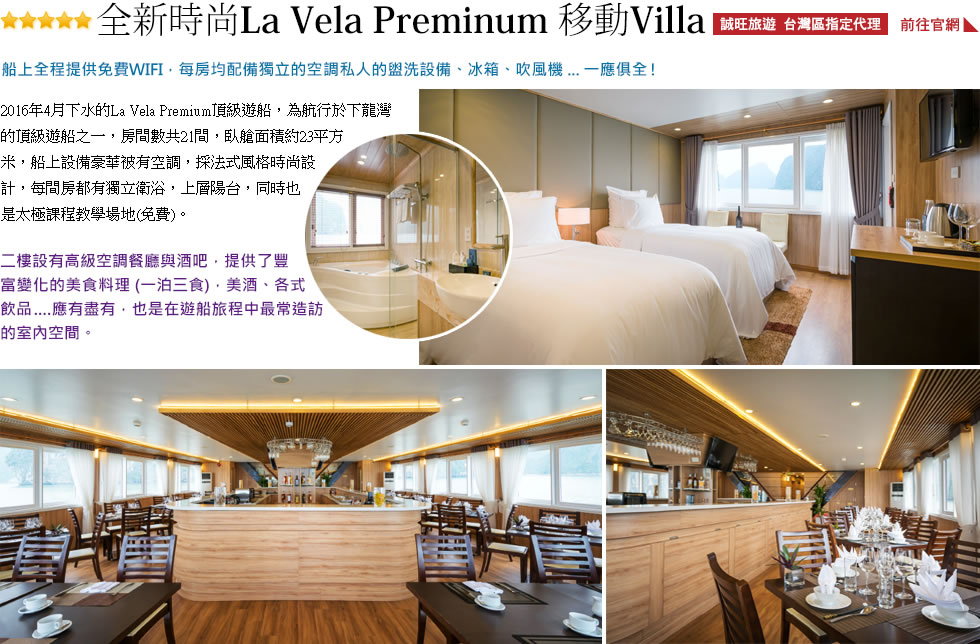 全新時尚La Vela Preminum 移動Villa 誠旺旅遊 台灣區指定代理 前往官網
船上全程提供免費WIFI，每房均配備獨立的空調私人的盥洗設備、冰箱、吹風機 ... 一應俱全！
2016年4月下水的La Vela Premium頂級遊船，為航行於下龍灣
的頂級遊船之一，房間數共21間，臥艙面積約23平方
米，船上設備豪華被有空調，採法式風格時尚設
計，每間房都有獨立衛浴，上層陽台，同時也
是太極課程教學場地(免費)。
二樓設有高級空調餐廳與酒吧，提供了豐
富變化的美食料理 (一泊三食)，美酒、各式
飲品....應有盡有，也是在遊船旅程中最常造訪
的室內空間。